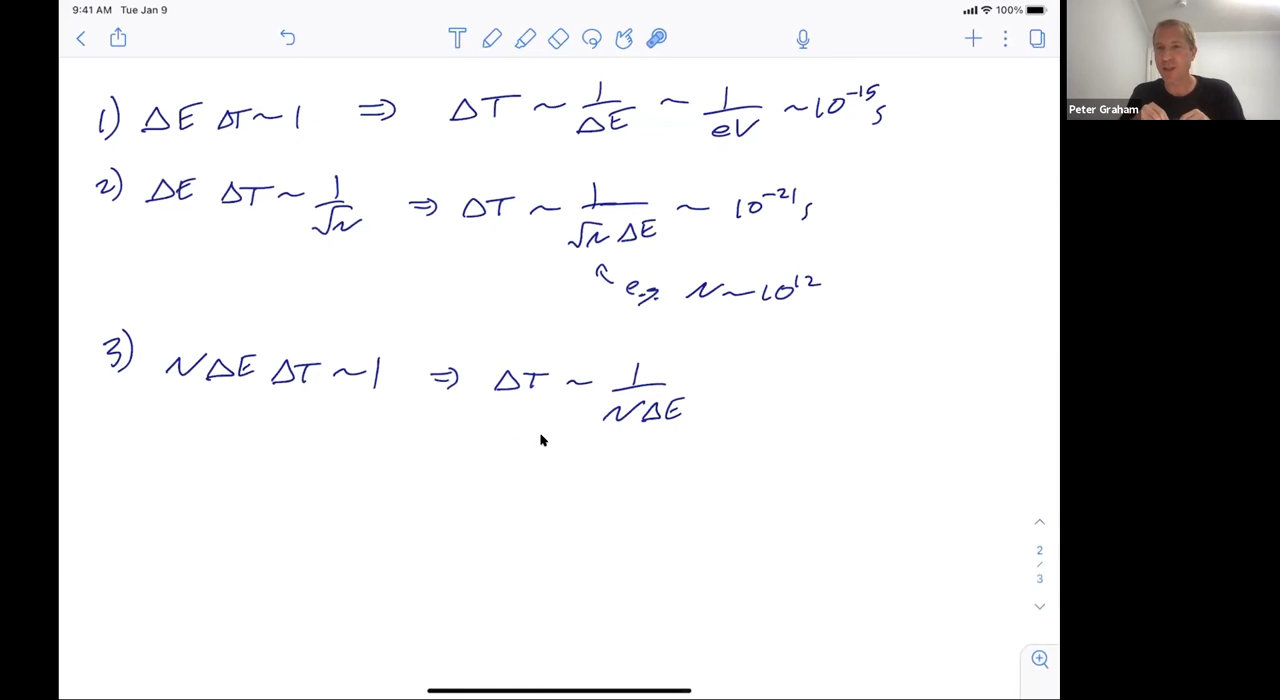 9:41 AM Tue Jan 9
100%
Peter Graham
1) ΔE ΔT ~ 1 ⇒ ΔT ~ 1/ΔE ~ 1/eV ~ 10^-15 s
2) ΔE ΔT ~ 1/√N ⇒ ΔT ~ 1/(√N ΔE) ~ 10^-21 s
e.g. N ~ 10^12
3) N ΔE ΔT ~ 1 ⇒ ΔT ~ 1/(N ΔE)
2
/
3